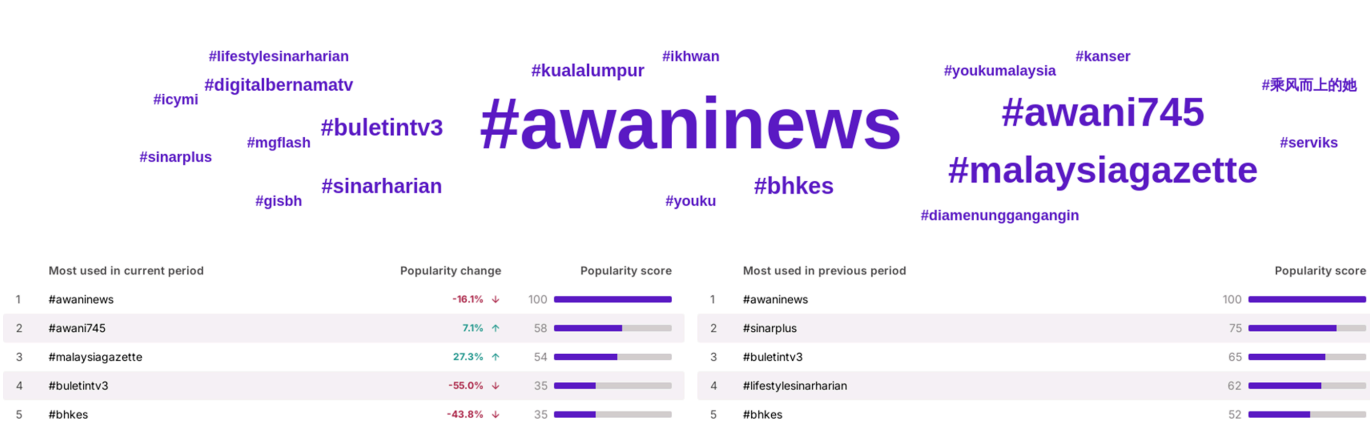 #lifestylesinarharian
#ikhwan
#kanser
#kualalumpur
#youkumalaysia
#digitalbernamatv
#乘风而上的她
#icymi
#awani745
#awaninews
#buletintv3
#mgflash
#serviks
#sinarplus
#malaysiagazette
#sinarharian
#bhkes
#gisbh
#youku
#diamenunggangangin
Most used in current period Popularity change Popularity score
1 #awaninews -16.1% ↓ 100
2 #awani745 7.1% ↑ 58
3 #malaysiagazette 27.3% ↑ 54
4 #buletintv3 -55.0% ↓ 35
5 #bhkes -43.8% ↓ 35
Most used in previous period Popularity score
1 #awaninews 100
2 #sinarplus 75
3 #buletintv3 65
4 #lifestylesinarharian 62
5 #bhkes 52